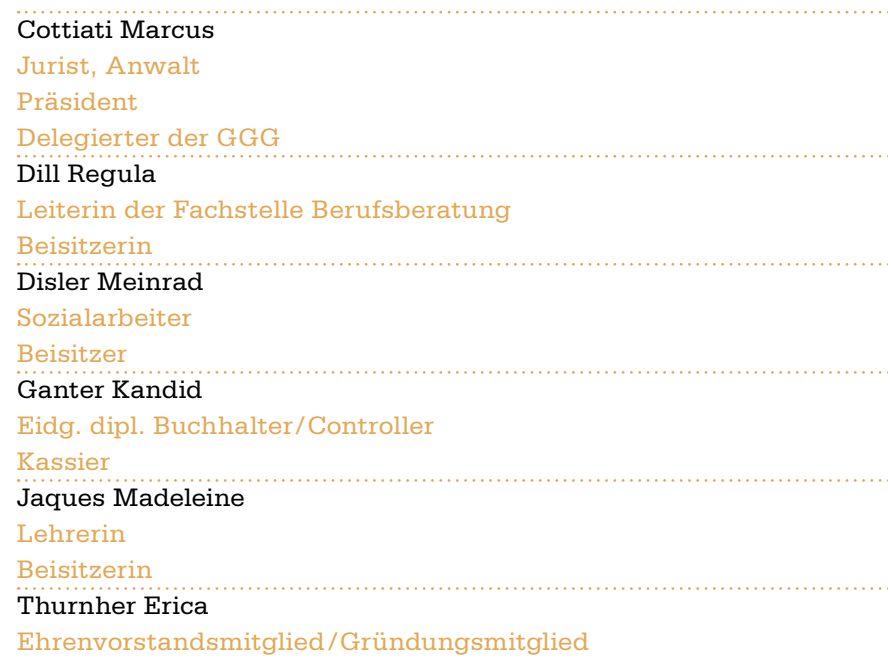 Cottiati Marcus
Jurist, Anwalt
Präsident
Delegierter der GGG
Dill Regula
Leiterin der Fachstelle Berufsberatung
Beisitzerin
Disler Meinrad
Sozialarbeiter
Beisitzer
Ganter Kandid
Eidg. dipl. Buchhalter/Controller
Kassier
Jaques Madeleine
Lehrerin
Beisitzerin
Thurnher Erica
Ehrenvorstandsmitglied/Gründungsmitglied